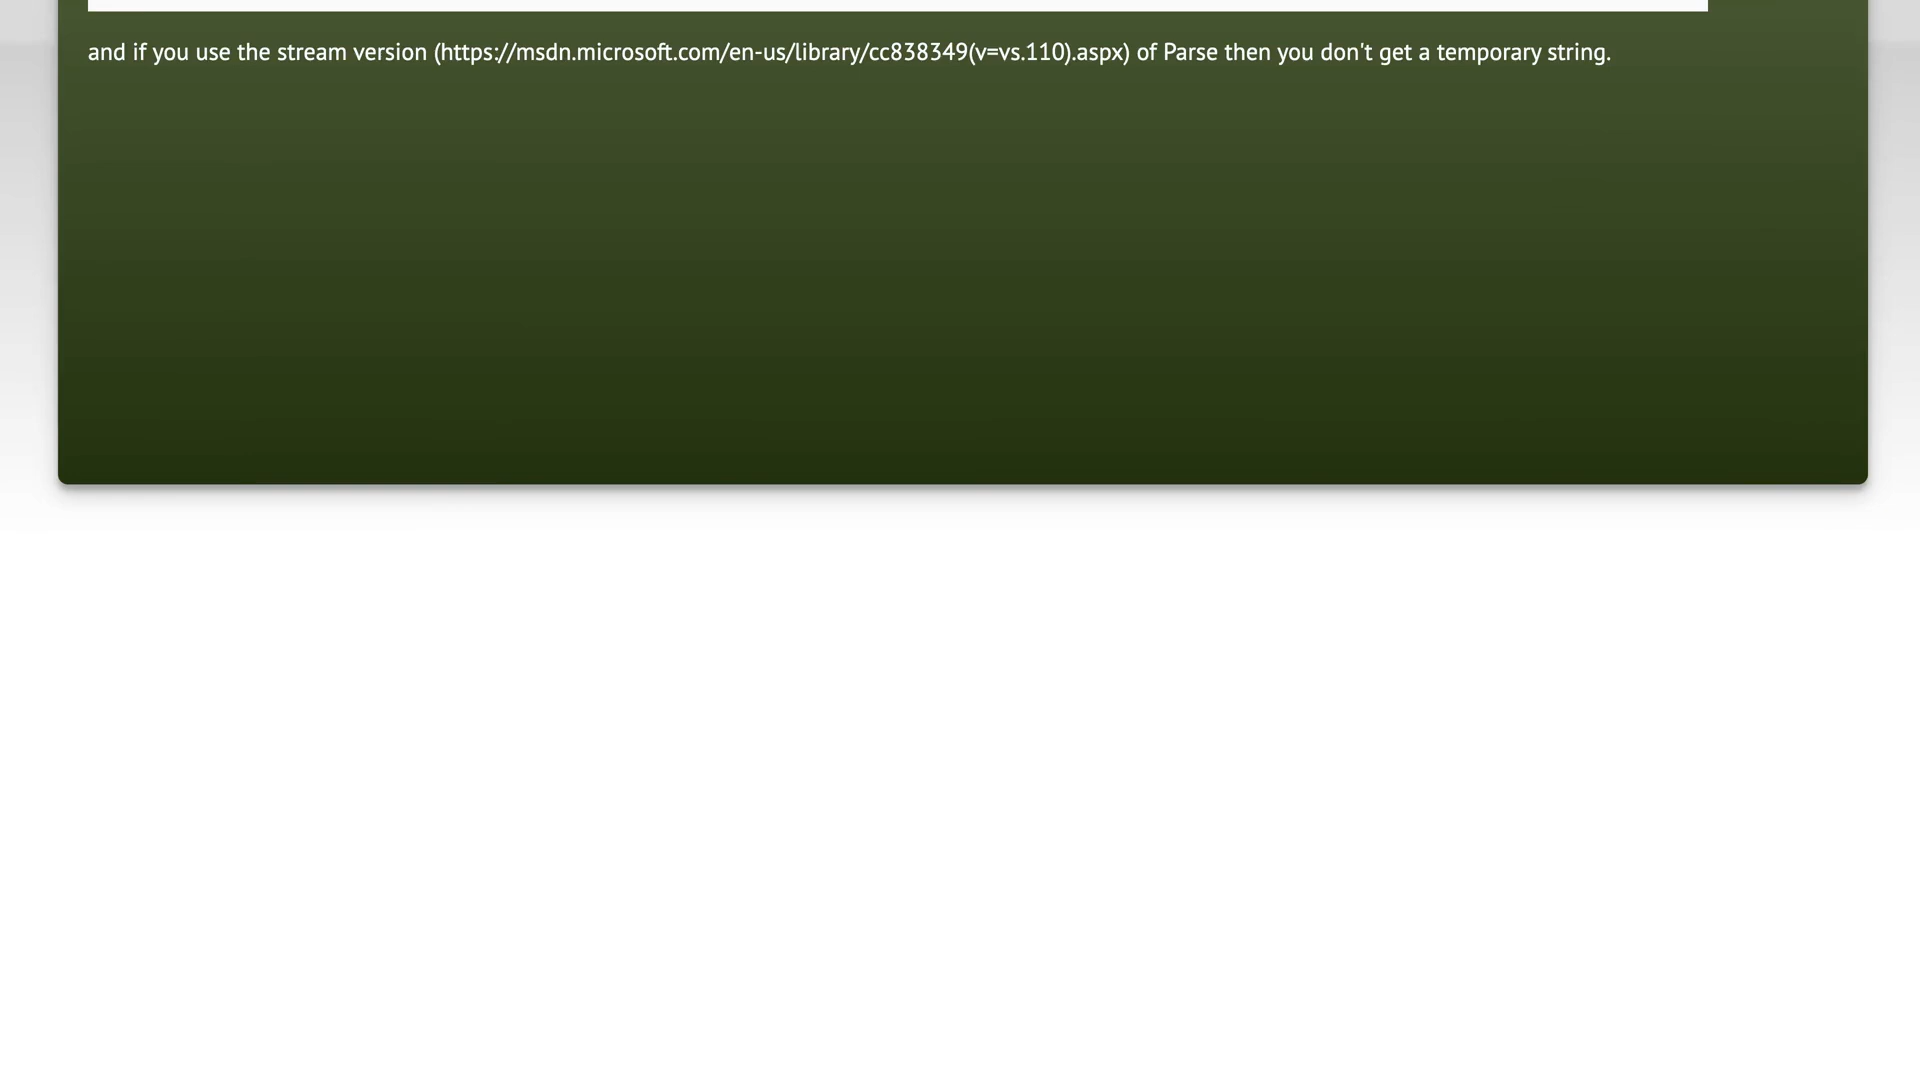 and if you use the stream version (https://msdn.microsoft.com/en-us/library/cc838349(v=vs.110).aspx) of Parse then you don't get a temporary string.